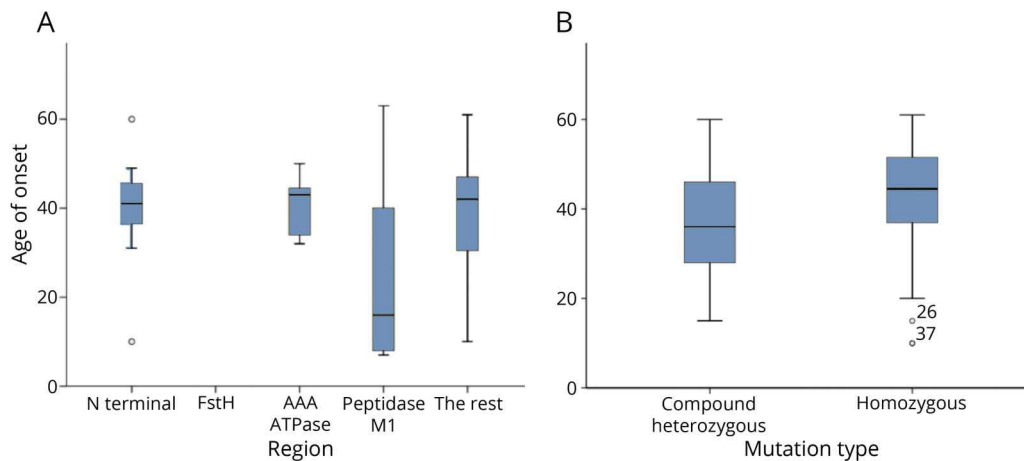 A
Age of onset
60
40
20
0
N terminal
FstH
AAA
ATPase
Peptidase
M1
The rest
Region
B
60
40
20
0
26
37
Compound
heterozygous
Homozygous
Mutation type